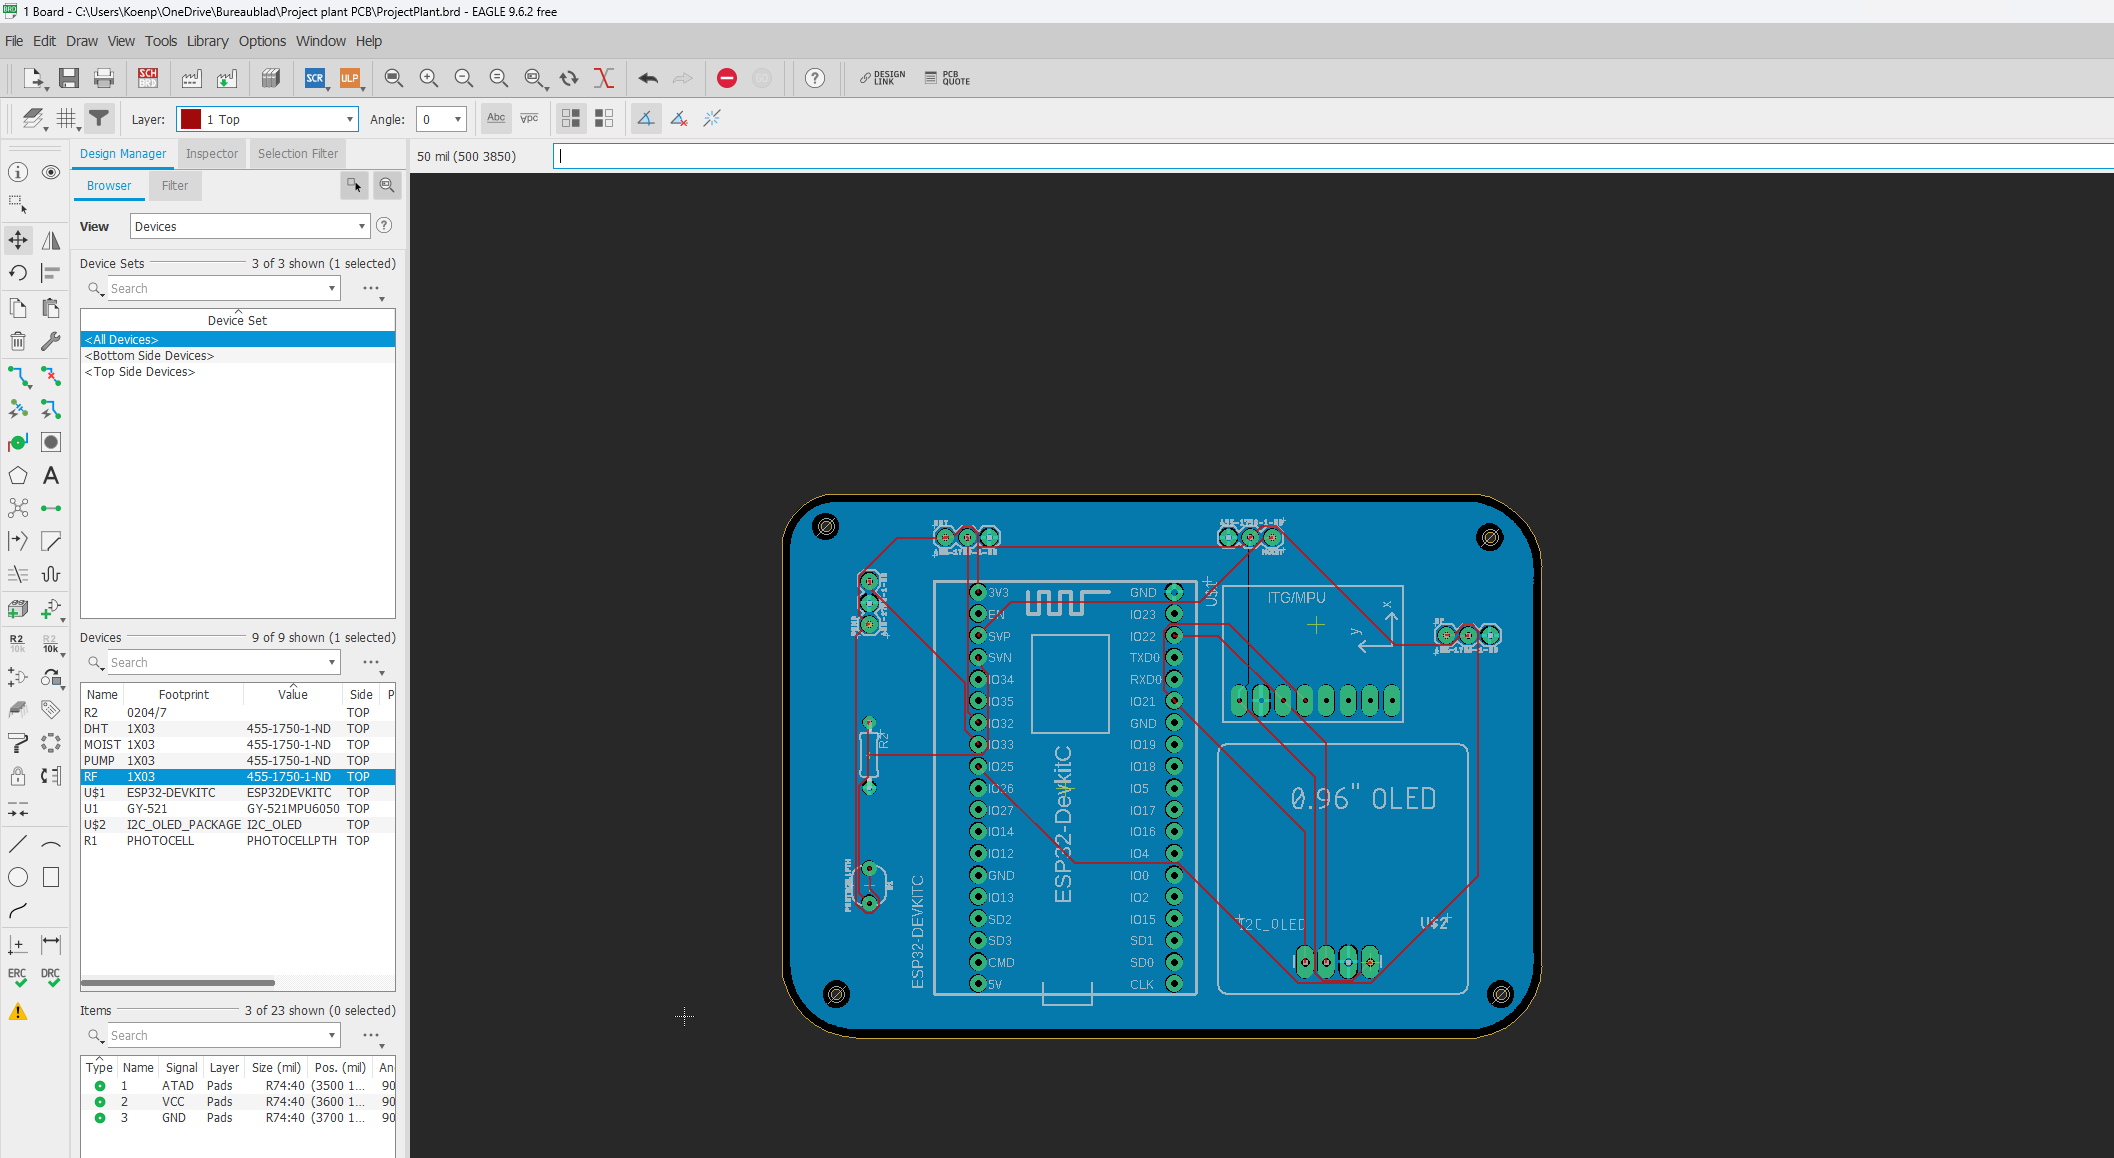 1 Board - C:\Users\Koenp\OneDrive\Bureaublad\Project plant PCB\ProjectPlant.brd - EAGLE 9.6.2 free
File Edit Draw View Tools Library Options Window Help
SCH BRD SCR ULP DESIGN LINK PCB QUOTE
Layer: 1 Top Angle: 0 Abc
Design Manager Inspector Selection Filter
50 mil (500 3850)
Browser Filter
View Devices
Device Sets 3 of 3 shown (1 selected)
Search
Device Set
<All Devices>
<Bottom Side Devices>
<Top Side Devices>
Devices 9 of 9 shown (1 selected)
Search
Name Footprint Value Side P
R2 0204/7 TOP
DHT 1X03 455-1750-1-ND TOP
MOIST 1X03 455-1750-1-ND TOP
PUMP 1X03 455-1750-1-ND TOP
RF 1X03 455-1750-1-ND TOP
U$1 ESP32-DEVKITC ESP32DEVKITC TOP
U1 GY-521 GY-521MPU6050 TOP
U$2 I2C_OLED_PACKAGE I2C_OLED TOP
R1 PHOTOCELL PHOTOCELLPTH TOP
Items 3 of 23 shown (0 selected)
Search
Type Name Signal Layer Size (mil) Pos. (mil) An
1 ATAD Pads R74:40 (3500 1... 90
2 VCC Pads R74:40 (3600 1... 90
3 GND Pads R74:40 (3700 1... 90
R2 10k R2 10k
ERC DRC
3V3 GND
EN IO23
SVP IO22
SVN TXD0
IO34 RXD0
IO35 IO21
IO32 GND
IO33 IO19
IO25 IO18
IO26 IO5
IO27 IO17
IO14 IO16
IO12 IO4
GND IO0
IO13 IO2
SD2 IO15
SD3 SD1
CMD SD0
5V CLK
ESP32-DevkitC
ESP32-DEVKITC
U$1
ITG/MPU
x
y
R2
MOIST
0.96" OLED
I2C_OLED
U$2